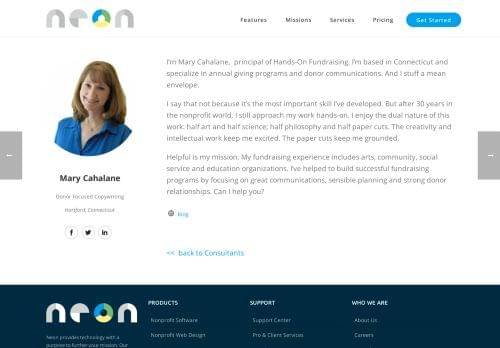 neon
Features Missions Services Pricing Get Started
I'm Mary Cahalane, principal of Hands-On Fundraising. I'm based in Connecticut and
specialize in annual giving programs and donor communications. And I stuff a mean
envelope.
I say that not because it's the most important skill I've developed. But after 30 years in
the nonprofit world, I still approach my work hands-on. I enjoy the dual nature of this
work: half art and half science; half philosophy and half paper cuts. The creativity and
intellectual work keep me excited. The paper cuts keep me grounded.
Helpful is my mission. My fundraising experience includes arts, community, social
service and education organizations. I've helped to build successful fundraising
programs by focusing on great communications, sensible planning and strong donor
relationships. Can I help you?
blog
<< back to Consultants
←
→
Mary Cahalane
Donor Focused Copywriting
Hartford, Connecticut
neon
Neon provides technology with a
purpose to further your mission. Our
PRODUCTS
Nonprofit Software
Nonprofit Web Design
SUPPORT
Support Center
Pro & Client Services
WHO WE ARE
About Us
Careers